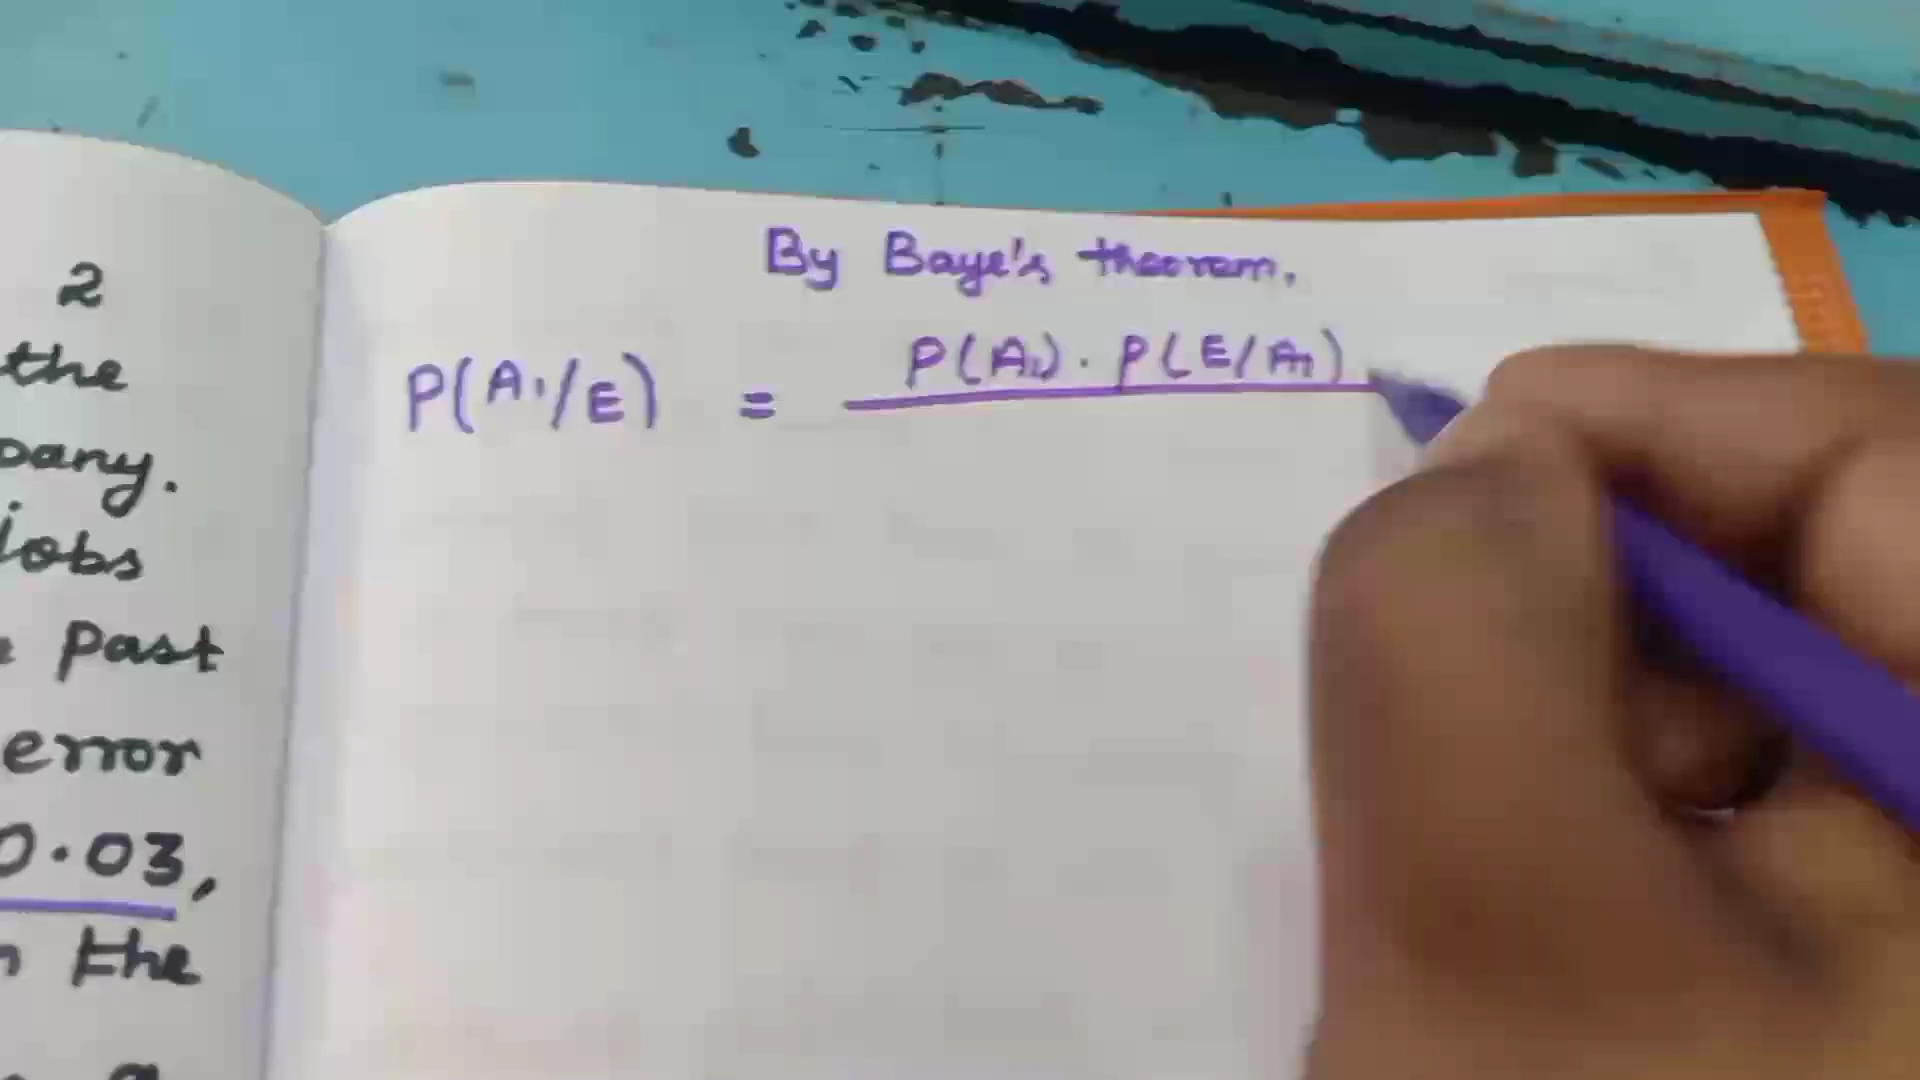 2
the
pany.
jobs
Past
error
0.03,
the
By Baye's theorem.
P(A1/E) = P(A1) . P(E/A1)